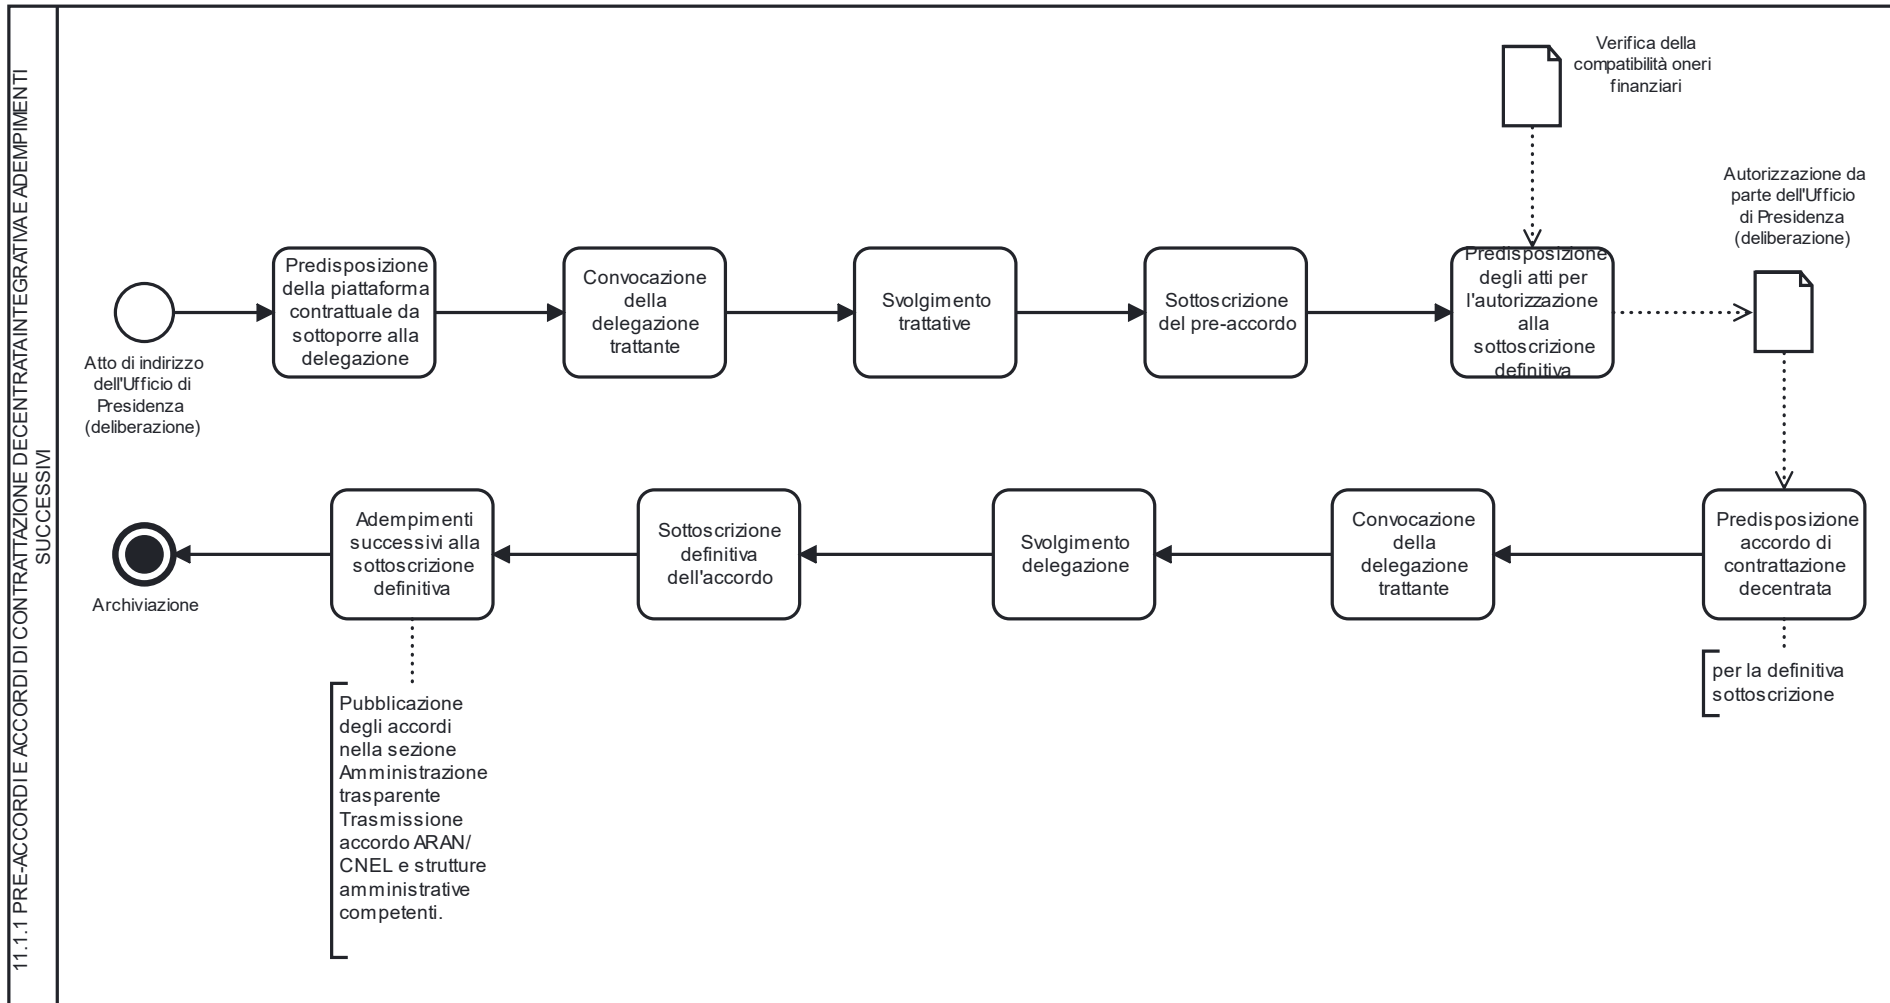 11.1.1 PRE-ACCORDI E ACCORDI DI CONTRATTAZIONE DECENTRATA INTEGRATIVA E ADEMPIMENTI
SUCCESSIVI
Verifica della
compatibilità oneri
finanziari
Autorizzazione da
parte dell'Ufficio
di Presidenza
(deliberazione)
Atto di indirizzo
dell'Ufficio di
Presidenza
(deliberazione)
Predisposizione
della piattaforma
contrattuale da
sottoporre alla
delegazione
Convocazione
della
delegazione
trattante
Svolgimento
trattative
Sottoscrizione
del pre-accordo
Predisposizione
degli atti per
l'autorizzazione
alla
sottoscrizione
definitiva
Archiviazione
Adempimenti
successivi alla
sottoscrizione
definitiva
Sottoscrizione
definitiva
dell'accordo
Svolgimento
delegazione
Convocazione
della
delegazione
trattante
Predisposizione
accordo di
contrattazione
decentrata
per la definitiva
sottoscrizione
Pubblicazione
degli accordi
nella sezione
Amministrazione
trasparente
Trasmissione
accordo ARAN/
CNEL e strutture
amministrative
competenti.